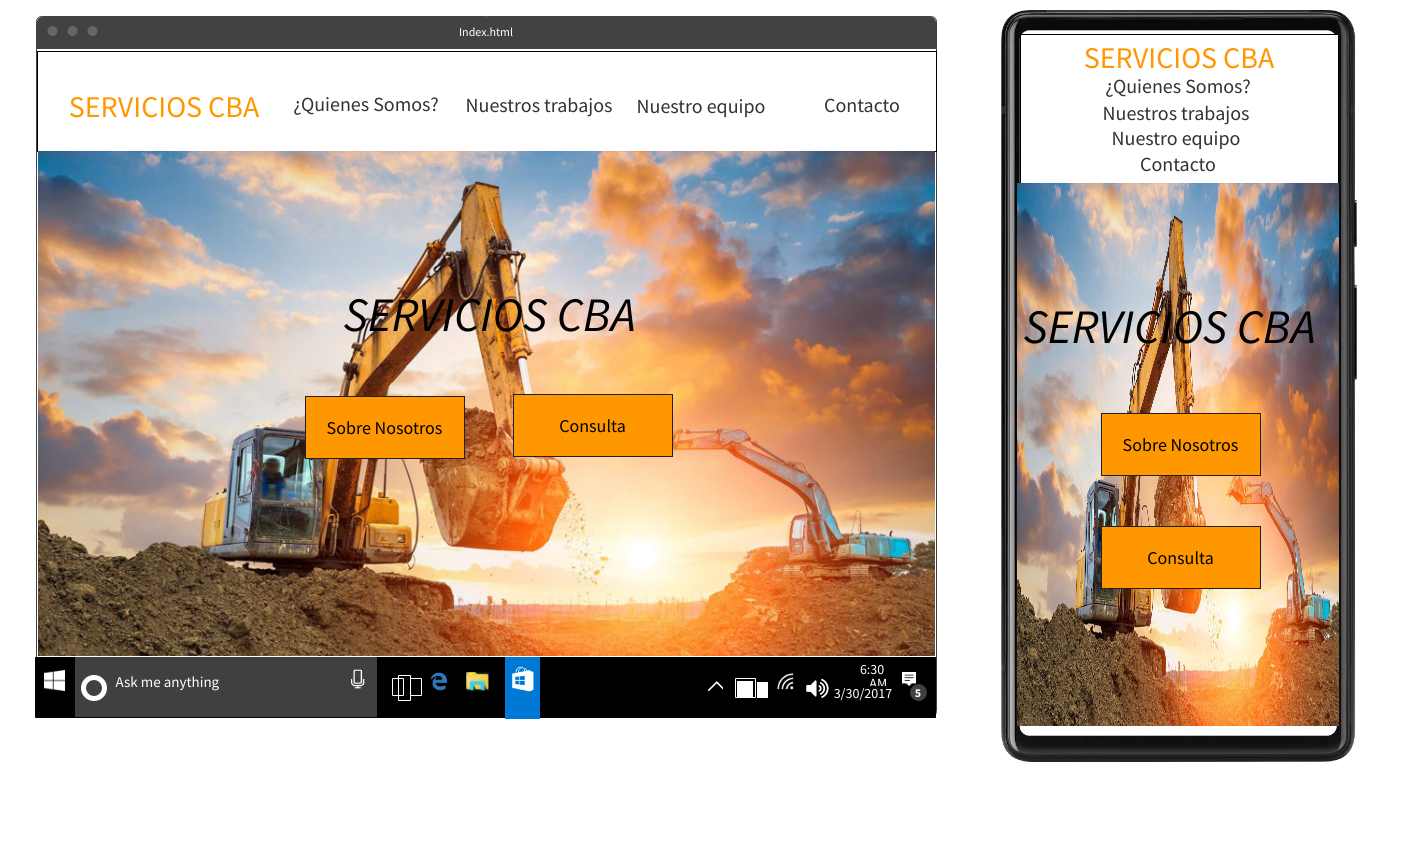 Index.html
SERVICIOS CBA
¿Quienes Somos?
Nuestros trabajos
Nuestro equipo
Contacto
SERVICIOS CBA
Sobre Nosotros
Consulta
Ask me anything
6:30
AM
3/30/2017
5
SERVICIOS CBA
¿Quienes Somos?
Nuestros trabajos
Nuestro equipo
Contacto
SERVICIOS CBA
Sobre Nosotros
Consulta